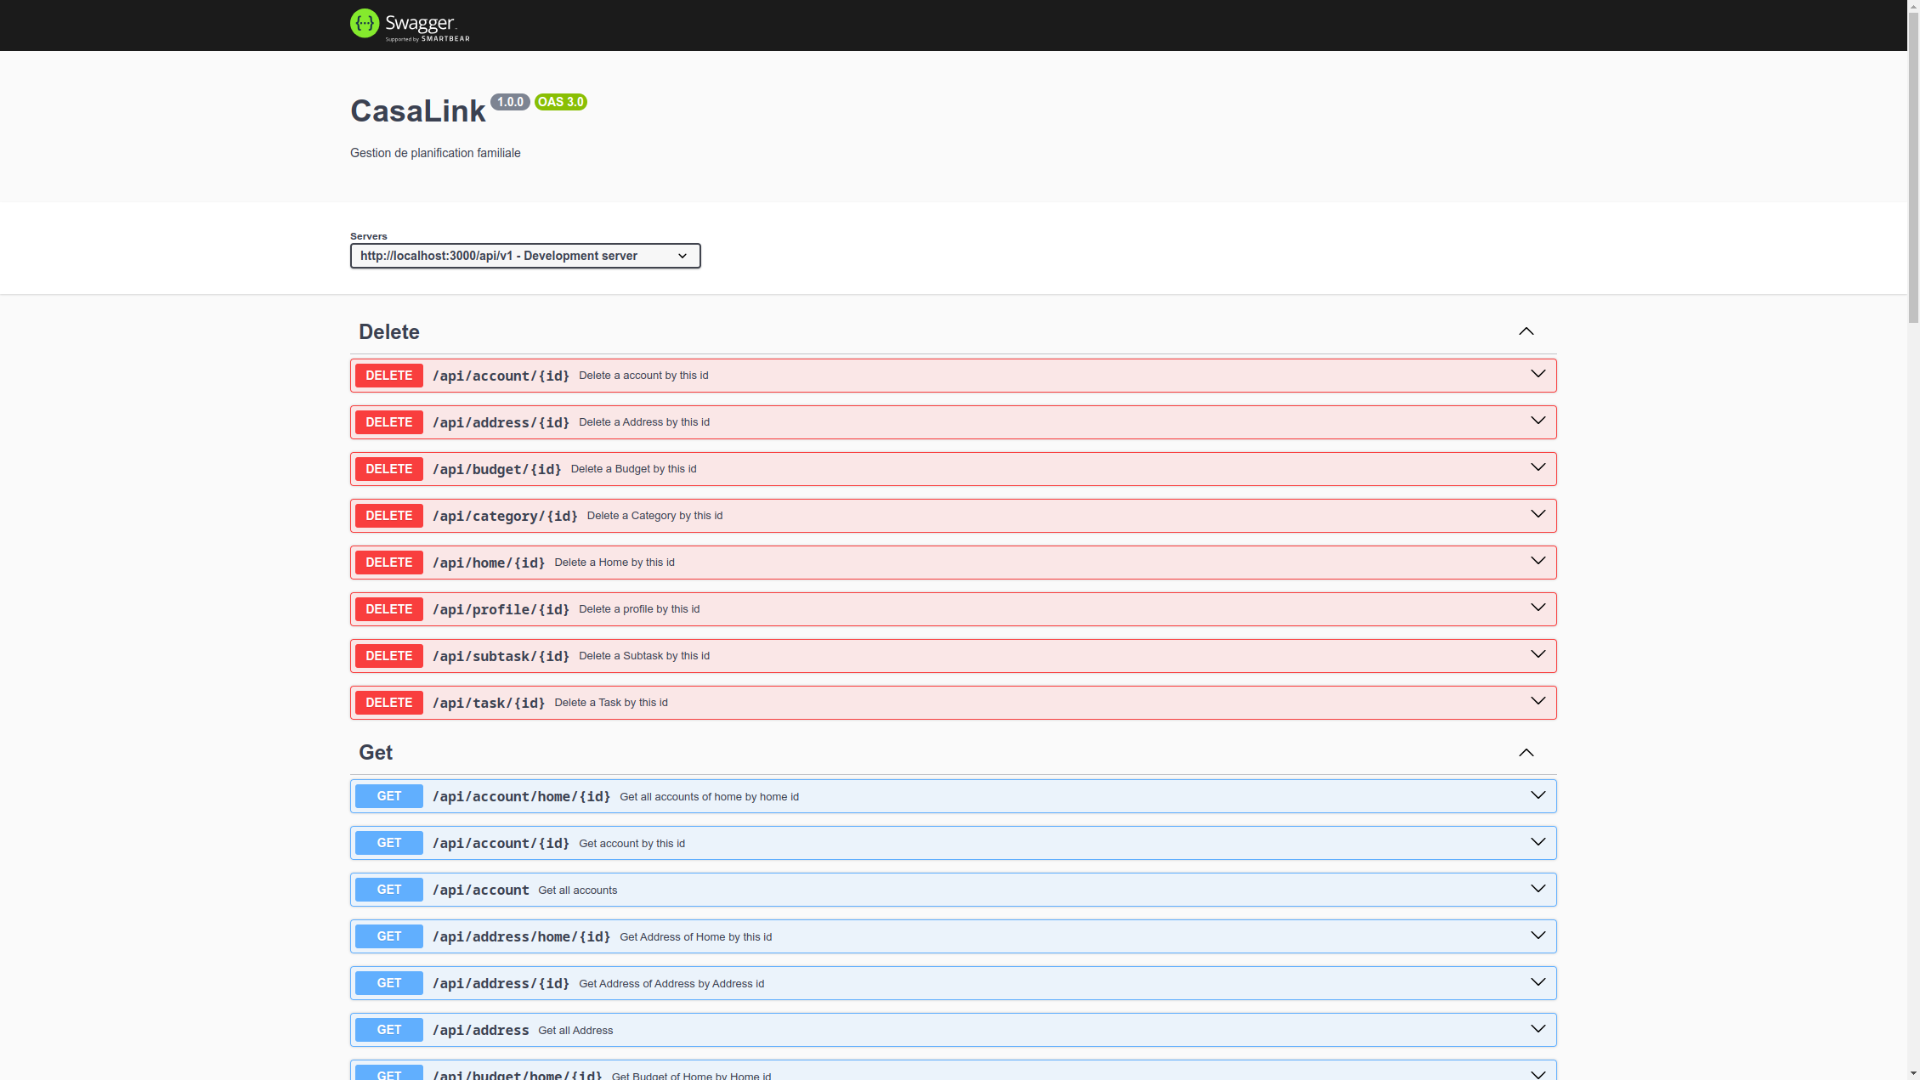 Swagger.
Supported by SMARTBEAR
CasaLink 1.0.0 OAS 3.0
Gestion de planification familiale
Servers
http://localhost:3000/api/v1 - Development server
Delete
DELETE /api/account/{id} Delete a account by this id
DELETE /api/address/{id} Delete a Address by this id
DELETE /api/budget/{id} Delete a Budget by this id
DELETE /api/category/{id} Delete a Category by this id
DELETE /api/home/{id} Delete a Home by this id
DELETE /api/profile/{id} Delete a profile by this id
DELETE /api/subtask/{id} Delete a Subtask by this id
DELETE /api/task/{id} Delete a Task by this id
Get
GET /api/account/home/{id} Get all accounts of home by home id
GET /api/account/{id} Get account by this id
GET /api/account Get all accounts
GET /api/address/home/{id} Get Address of Home by this id
GET /api/address/{id} Get Address of Address by Address id
GET /api/address Get all Address
GET /api/budget/home/{id} Get Budget of Home by Home id